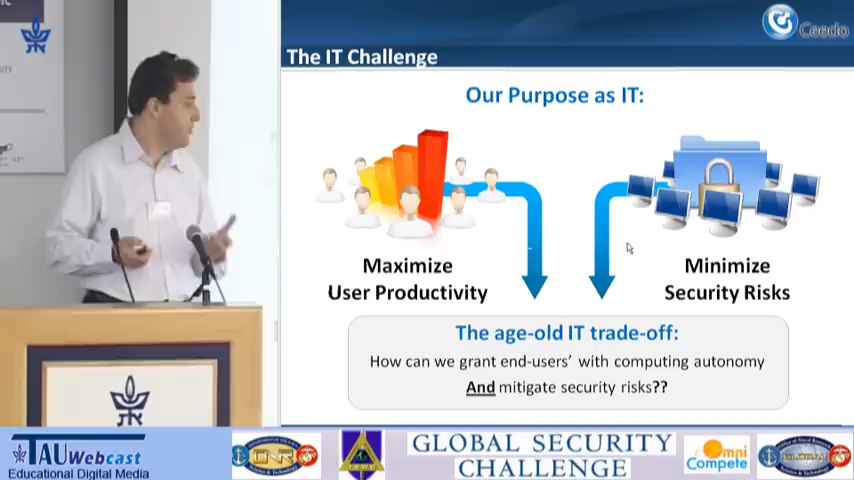 Ceedo
The IT Challenge
Our Purpose as IT:
Maximize
User Productivity
Minimize
Security Risks
The age-old IT trade-off:
How can we grant end-users' with computing autonomy
And mitigate security risks??
TAU Webcast
Educational Digital Media
GLOBAL SECURITY
CHALLENGE
Omni
Compete
ONR
GLOBAL